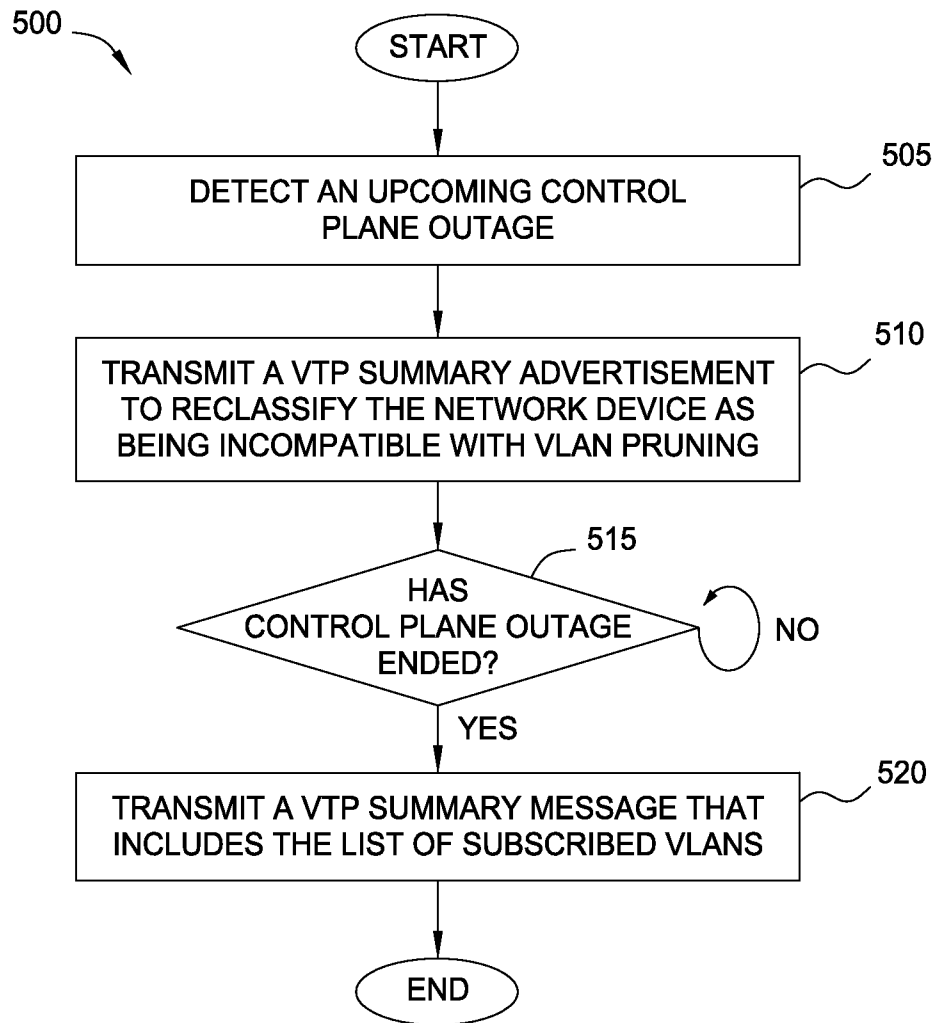 500
START
505
DETECT AN UPCOMING CONTROL
PLANE OUTAGE
510
TRANSMIT A VTP SUMMARY ADVERTISEMENT
TO RECLASSIFY THE NETWORK DEVICE AS
BEING INCOMPATIBLE WITH VLAN PRUNING
515
HAS
CONTROL PLANE OUTAGE
ENDED?
NO
YES
520
TRANSMIT A VTP SUMMARY MESSAGE THAT
INCLUDES THE LIST OF SUBSCRIBED VLANS
END